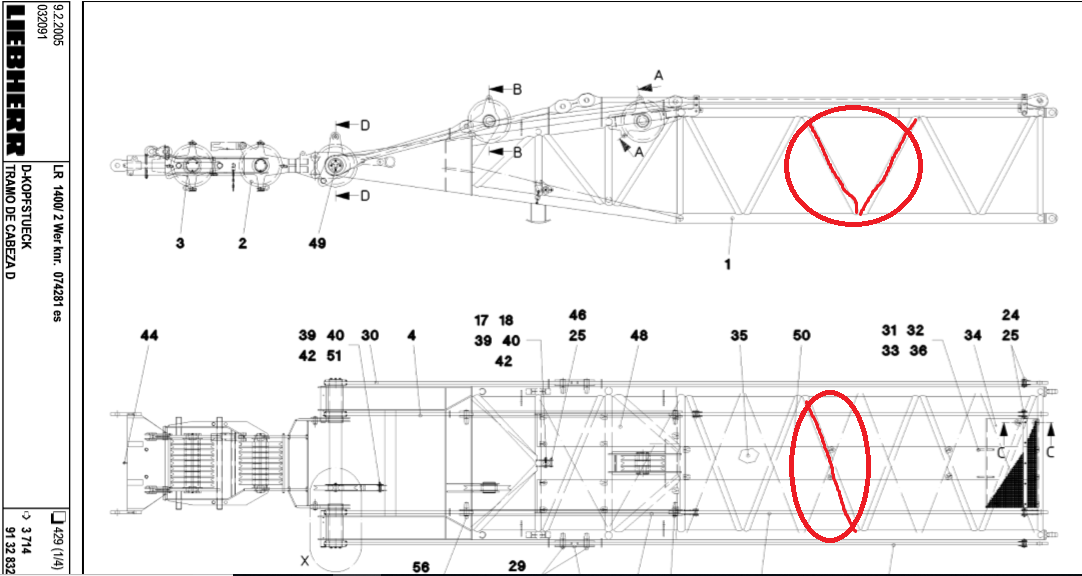 9.2.2005
032091
LIEBHERR
LR 1400/ 2 Werknr. 074281 es
D-KOPFSTUECK
TRAMO DE CABEZA D
429 (1/4)
3 714
91 32 832
A
B
D
B
A
D
3
2
49
1
46
24
17 18
44
39 40
30
4
39 40
25
48
35
50
31 32
34
25
42 51
42
33 36
C
C
X
56
29